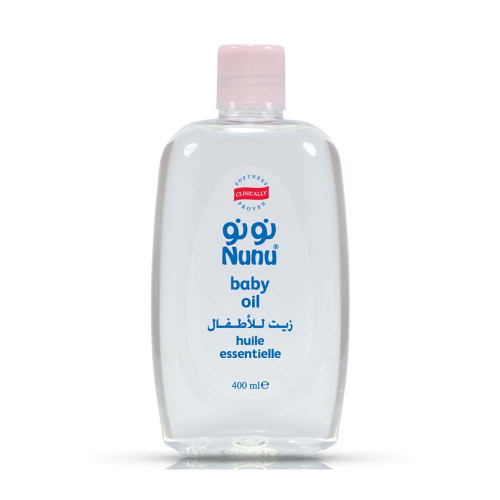 SOFTNESS
CLINICALLY
PROVEN
نونو
Nunu®
baby
oil
زيت للأطفال
huile
essentielle
400 ml℮